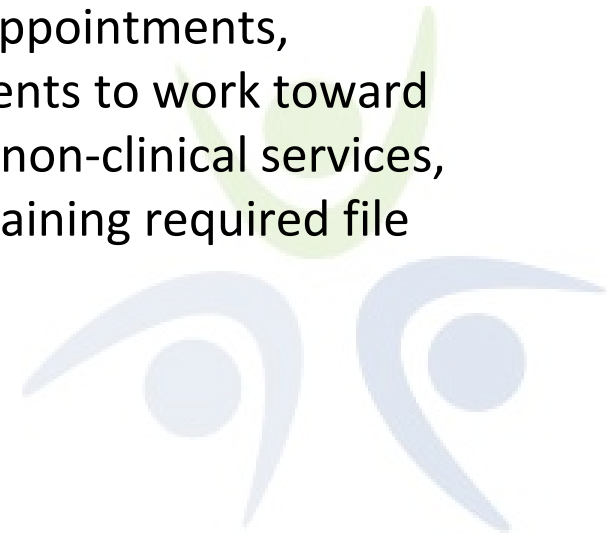 ppointments,
ents to work toward
non-clinical services,
aining required file